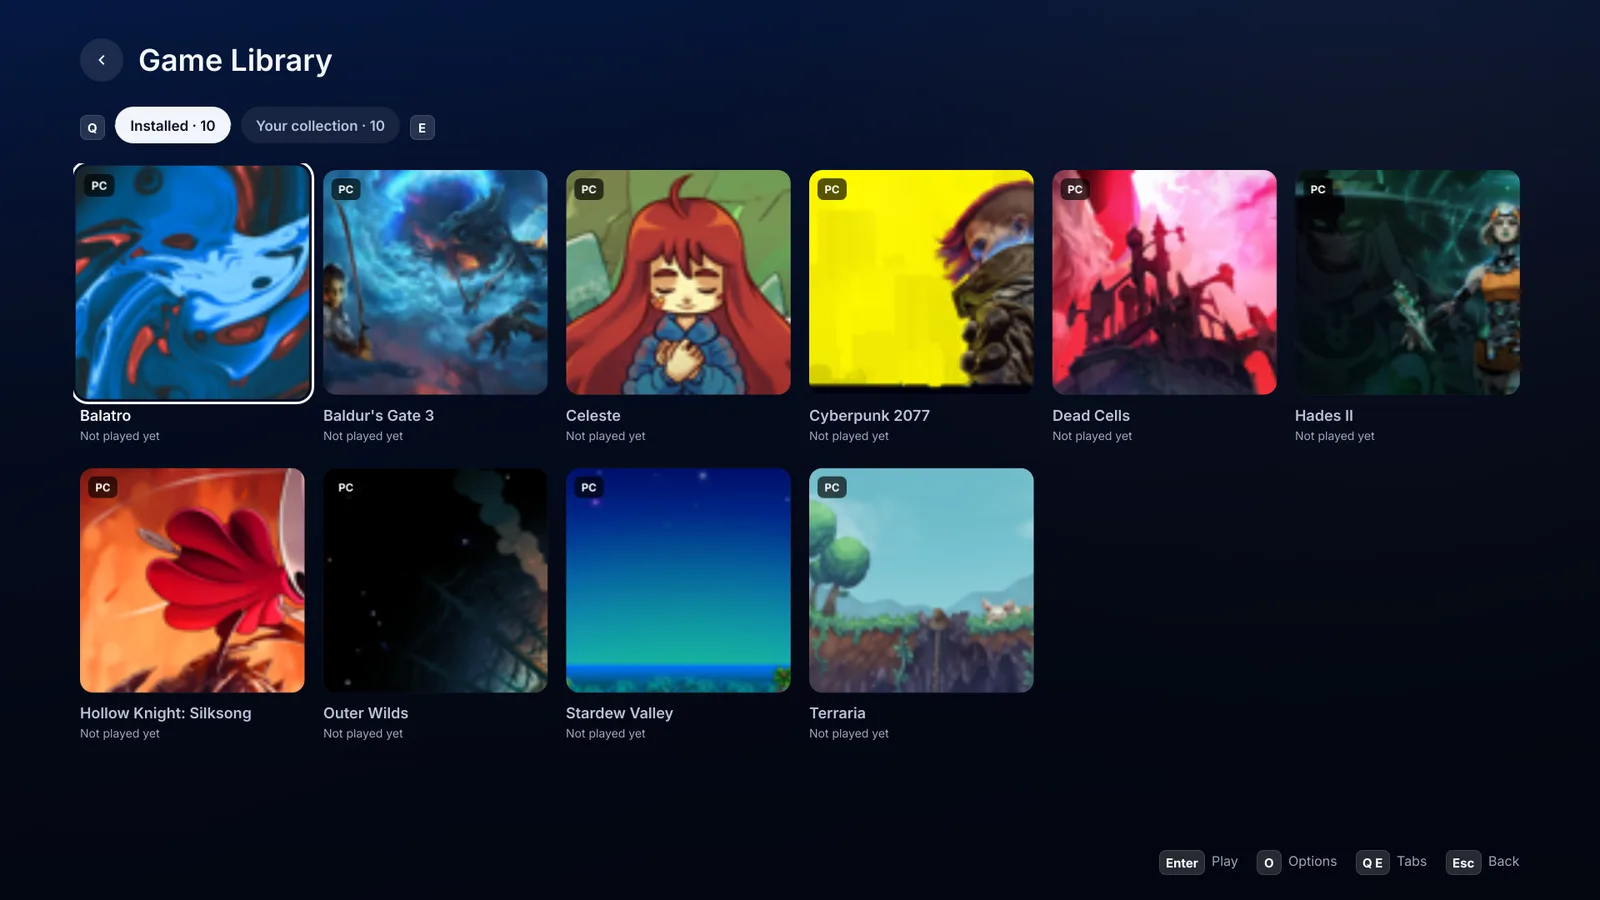 Game Library
Q Installed · 10 Your collection · 10 E
PC PC PC PC PC PC
Balatro Baldur's Gate 3 Celeste Cyberpunk 2077 Dead Cells Hades II
Not played yet Not played yet Not played yet Not played yet Not played yet Not played yet
PC PC PC PC
Hollow Knight: Silksong Outer Wilds Stardew Valley Terraria
Not played yet Not played yet Not played yet Not played yet
Enter Play O Options Q E Tabs Esc Back